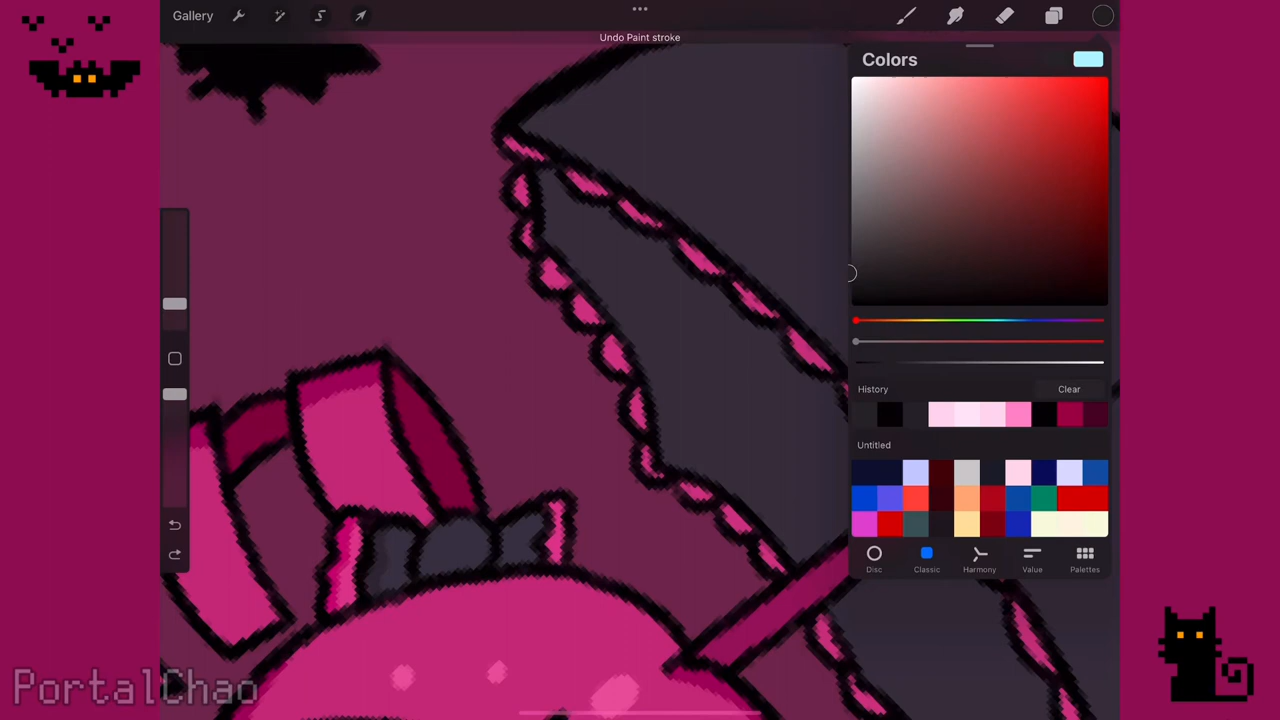 Gallery
Undo Paint stroke
Colors
History
Clear
Untitled
Disc
Classic
Harmony
Value
Palettes
PortalChao